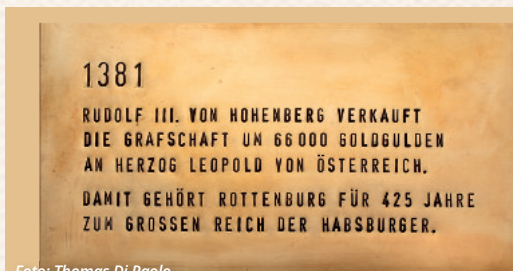 1381
RUDOLF III. VON HOHENBERG VERKAUFT
DIE GRAFSCHAFT UM 66000 GOLDGULDEN
AN HERZOG LEOPOLD VON ÖSTERREICH.
DAMIT GEHÖRT ROTTENBURG FÜR 425 JAHRE
ZUM GROSSEN REICH DER HABSBURGER.
Foto: Thomas Di Paolo